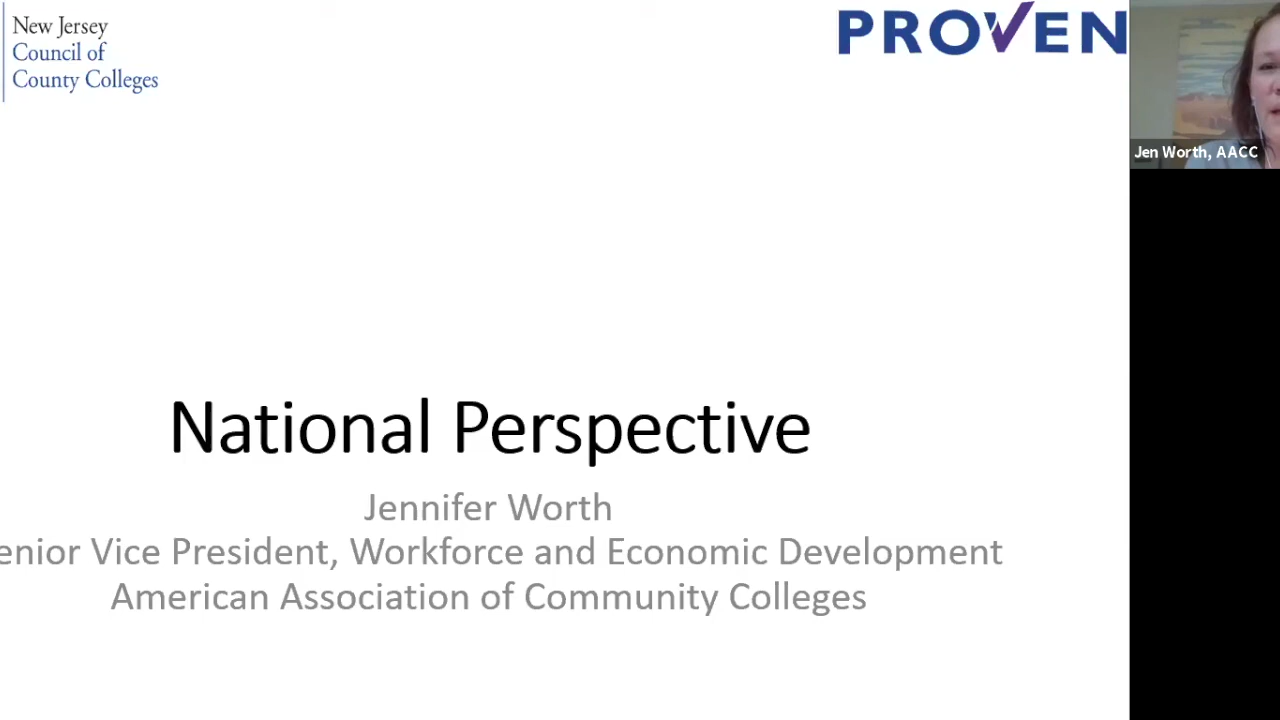 New Jersey
Council of
County Colleges
PROVEN
Jen Worth, AACC
National Perspective
Jennifer Worth
enior Vice President, Workforce and Economic Development
American Association of Community Colleges